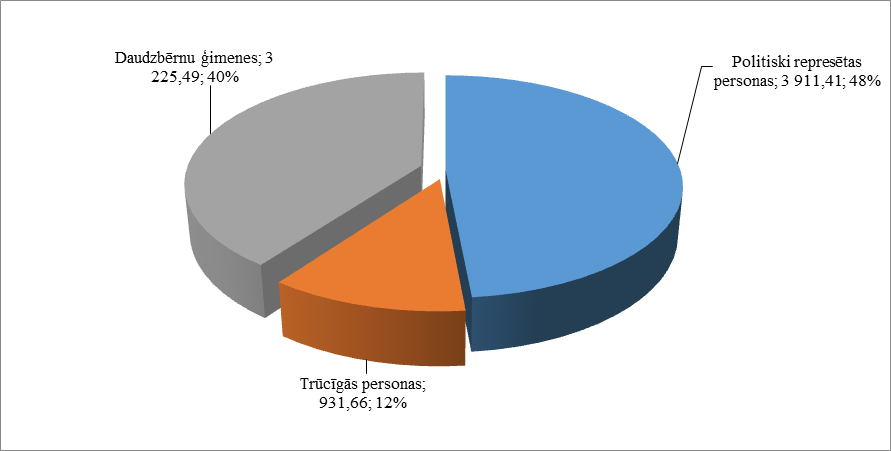 Daudzbērnu ģimenes; 3
225,49; 40%
Politiski represētas
personas; 3 911,41; 48%
Trūcīgās personas;
931,66; 12%